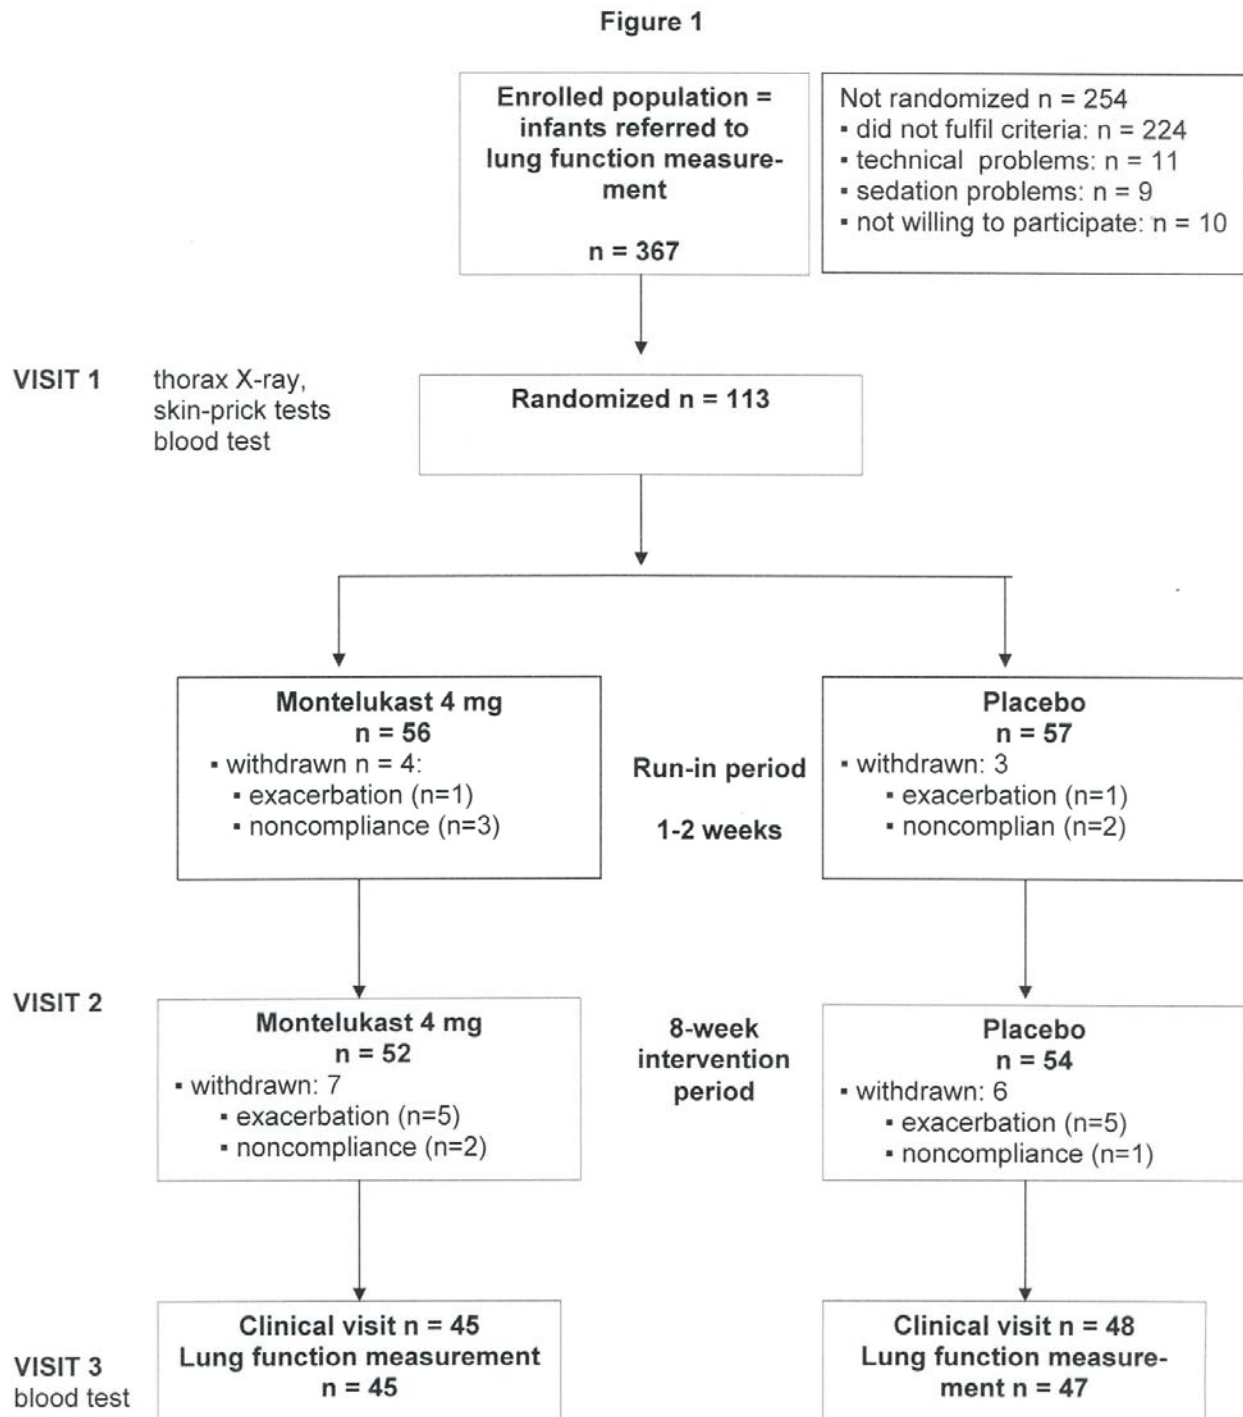 Figure 1
Enrolled population =
infants referred to
lung function measure-
ment
n = 367
Not randomized n = 254
▪ did not fulfil criteria: n = 224
▪ technical problems: n = 11
▪ sedation problems: n = 9
▪ not willing to participate: n = 10
VISIT 1
thorax X-ray,
skin-prick tests
blood test
Randomized n = 113
Montelukast 4 mg
n = 56
▪ withdrawn n = 4:
▪ exacerbation (n=1)
▪ noncompliance (n=3)
Run-in period
1-2 weeks
Placebo
n = 57
▪ withdrawn: 3
▪ exacerbation (n=1)
▪ noncomplian (n=2)
VISIT 2
Montelukast 4 mg
n = 52
▪ withdrawn: 7
▪ exacerbation (n=5)
▪ noncompliance (n=2)
8-week
intervention
period
Placebo
n = 54
▪ withdrawn: 6
▪ exacerbation (n=5)
▪ noncompliance (n=1)
VISIT 3
blood test
Clinical visit n = 45
Lung function measurement
n = 45
Clinical visit n = 48
Lung function measure-
ment n = 47